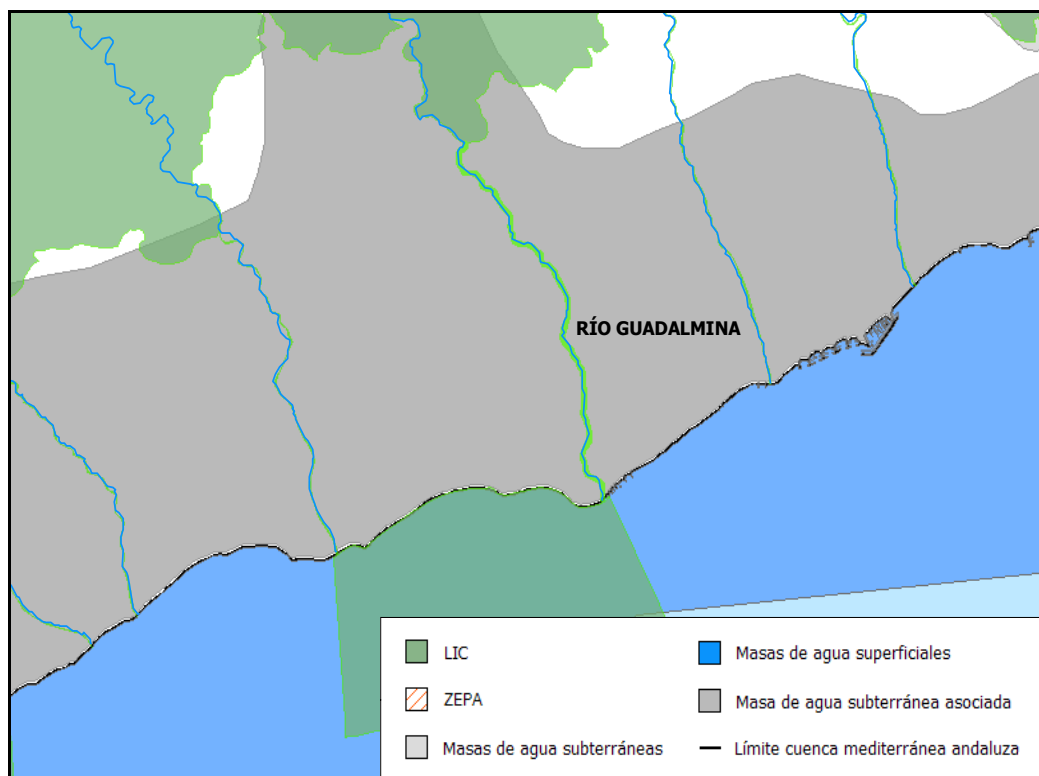 RÍO GUADALMINA
LIC
Masas de agua superficiales
ZEPA
Masa de agua subterránea asociada
Masas de agua subterráneas
Límite cuenca mediterránea andaluza